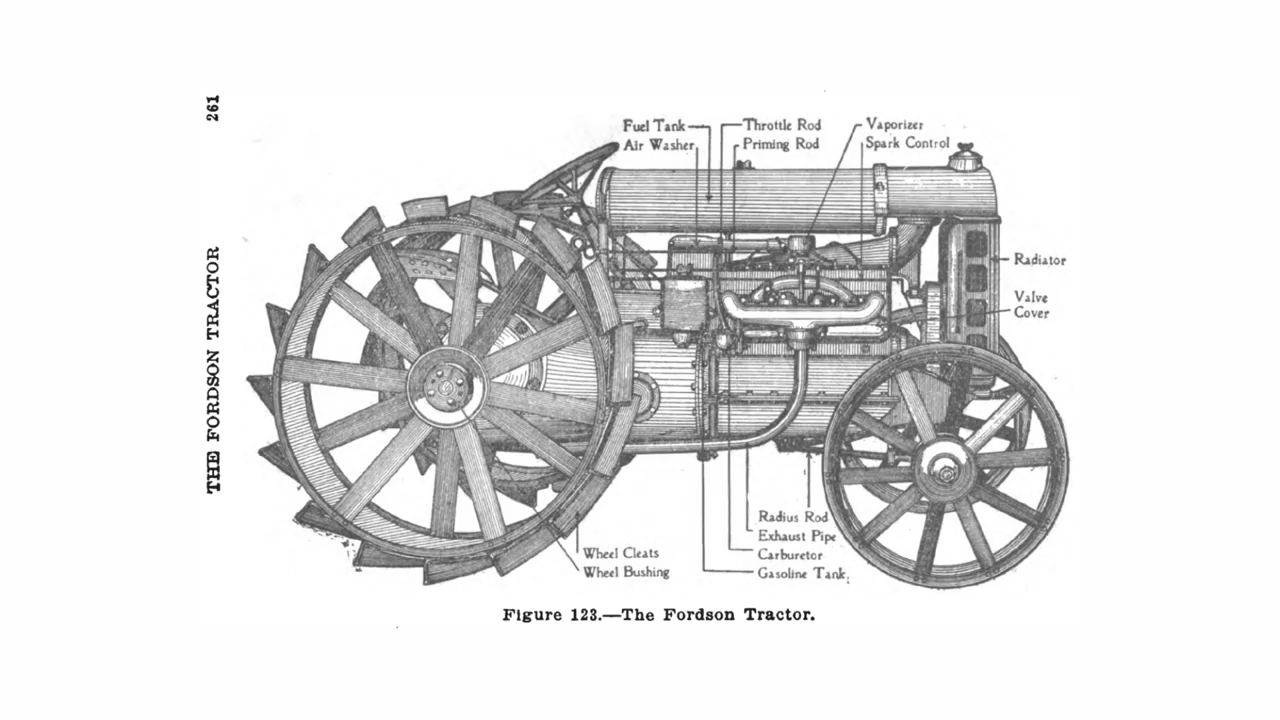 261
THE FORDSON TRACTOR
Fuel Tank
Air Washer
Throttle Rod
Priming Rod
Vaporizer
Spark Control
Radiator
Valve
Cover
Radius Rod
Exhaust Pipe
Carburetor
Gasoline Tank
Wheel Cleats
Wheel Bushing
Figure 123.—The Fordson Tractor.